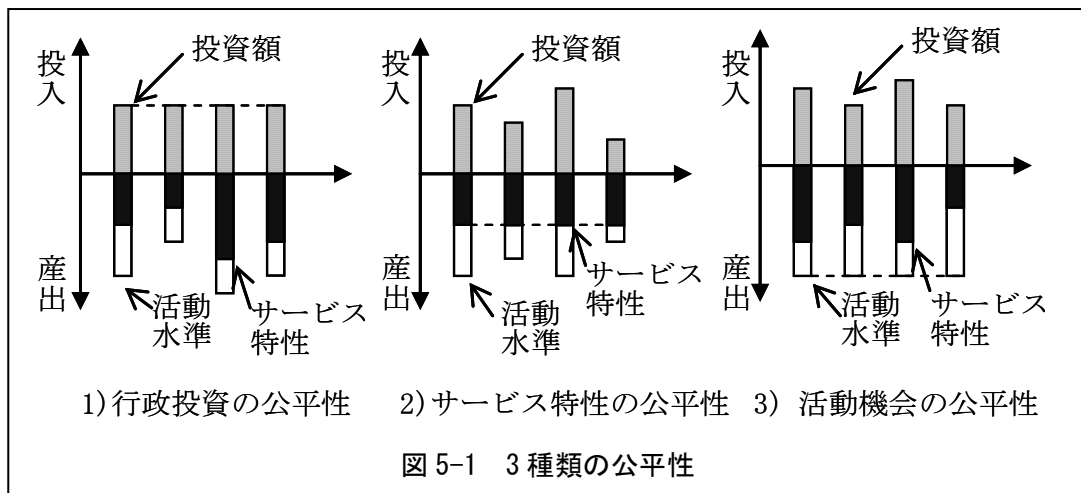 投入
産出
投資額
活動
水準
サービス
特性
投入
産出
投資額
活動
水準
サービス
特性
投入
産出
投資額
活動
水準
サービス
特性
1)行政投資の公平性
2)サービス特性の公平性
3) 活動機会の公平性
図 5-1 3 種類の公平性